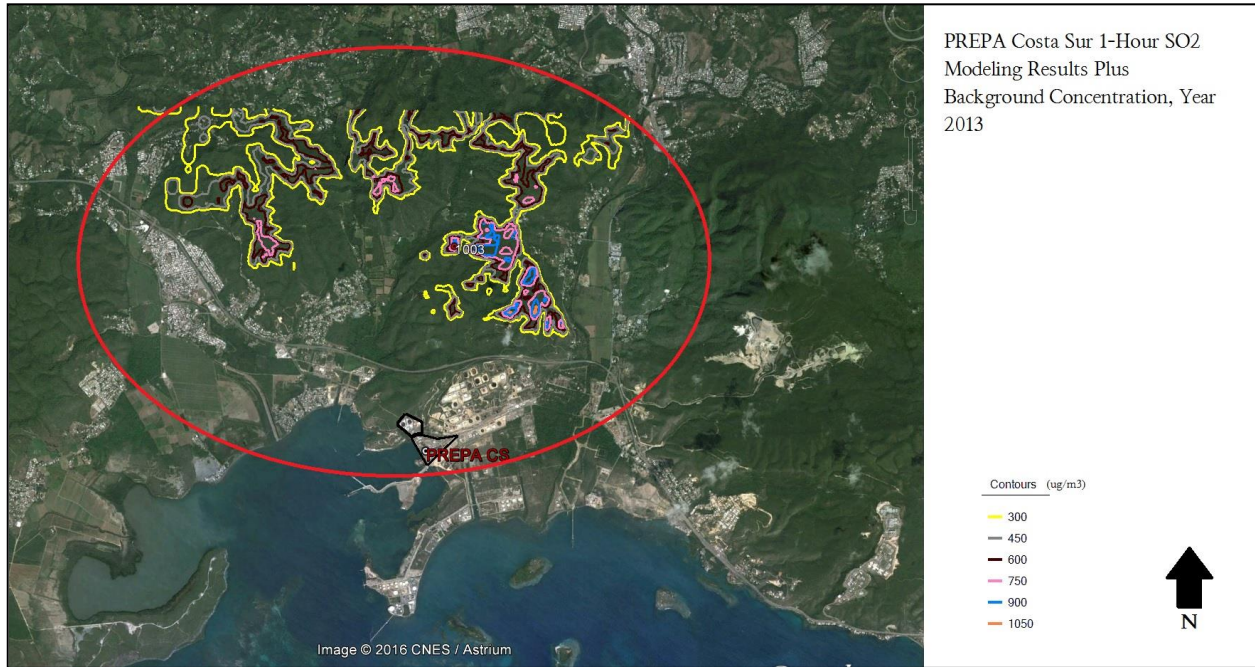 PREPA Costa Sur 1-Hour SO2
Modeling Results Plus
Background Concentration, Year
2013
1003
PREPA CS
Contours (ug/m3)
300
450
600
750
900
1050
N
Image © 2016 CNES / Astrium